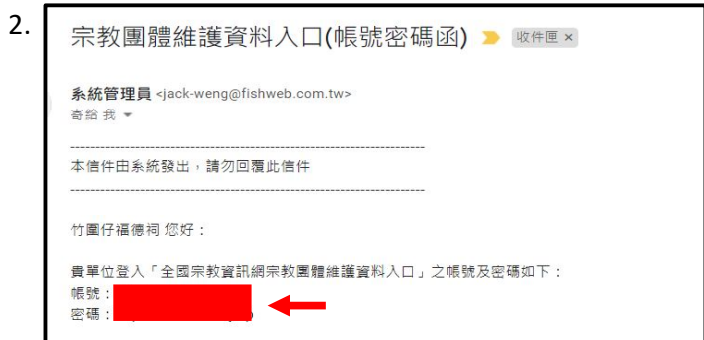 2.
宗教團體維護資料入口(帳號密碼函) 收件匣 ×
系統管理員 <jack-weng@fishweb.com.tw>
寄給 我
----------------------------------------------------------------------
本信件由系統發出，請勿回覆此信件
----------------------------------------------------------------------
竹圍仔福德祠 您好：
貴單位登入「全國宗教資訊網宗教團體維護資料入口」之帳號及密碼如下：
帳號：
密碼：